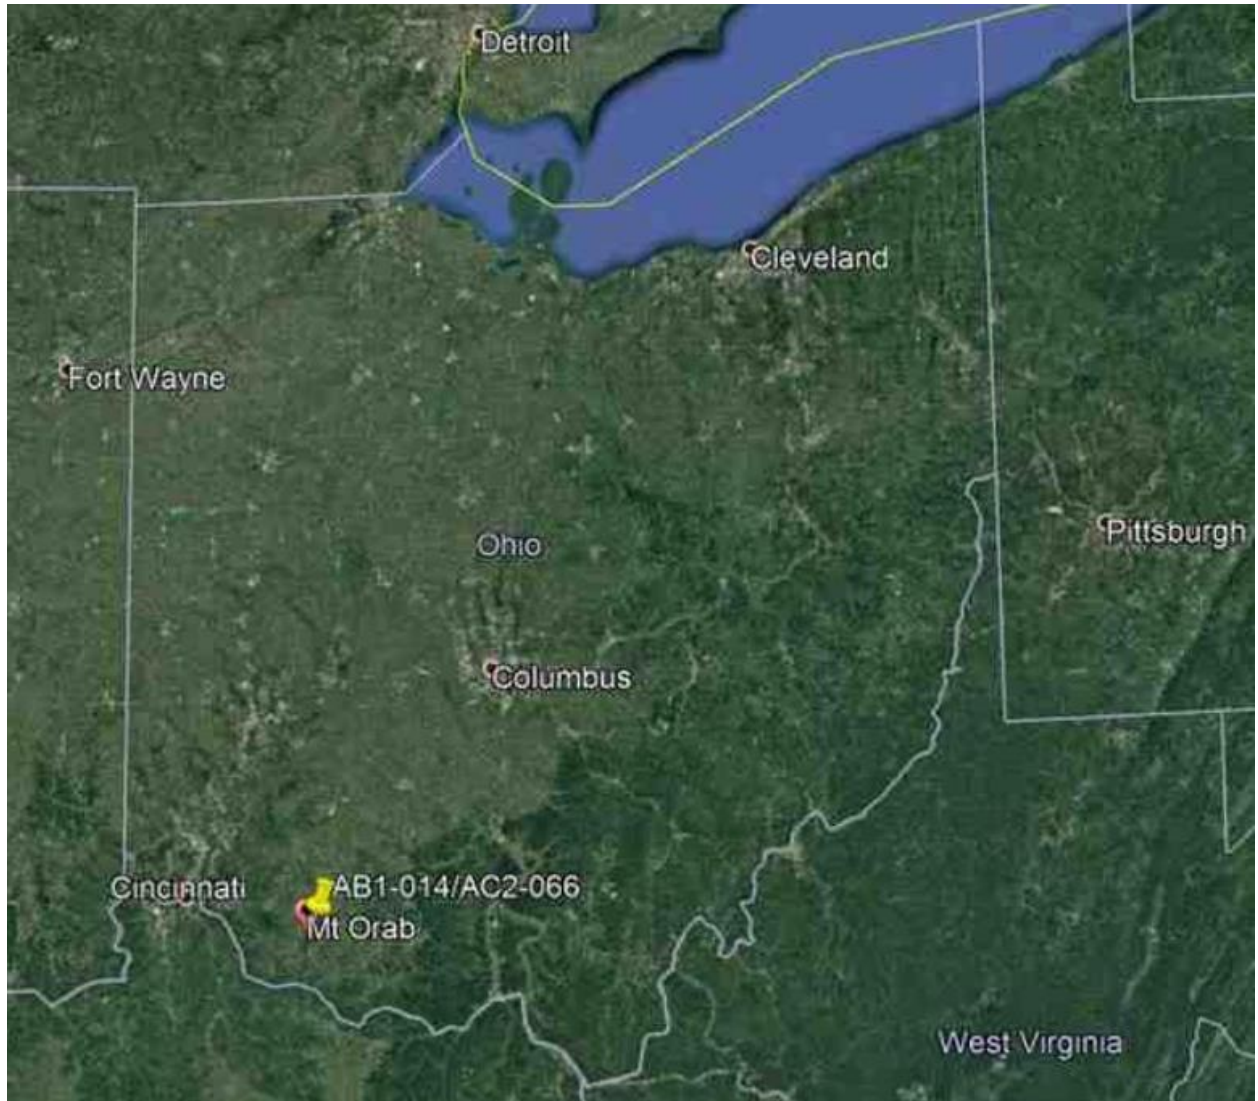 Detroit
Cleveland
Fort Wayne
Ohio
Pittsburgh
Columbus
Cincinnati
AB1-014/AC2-066
Mt Orab
West Virginia